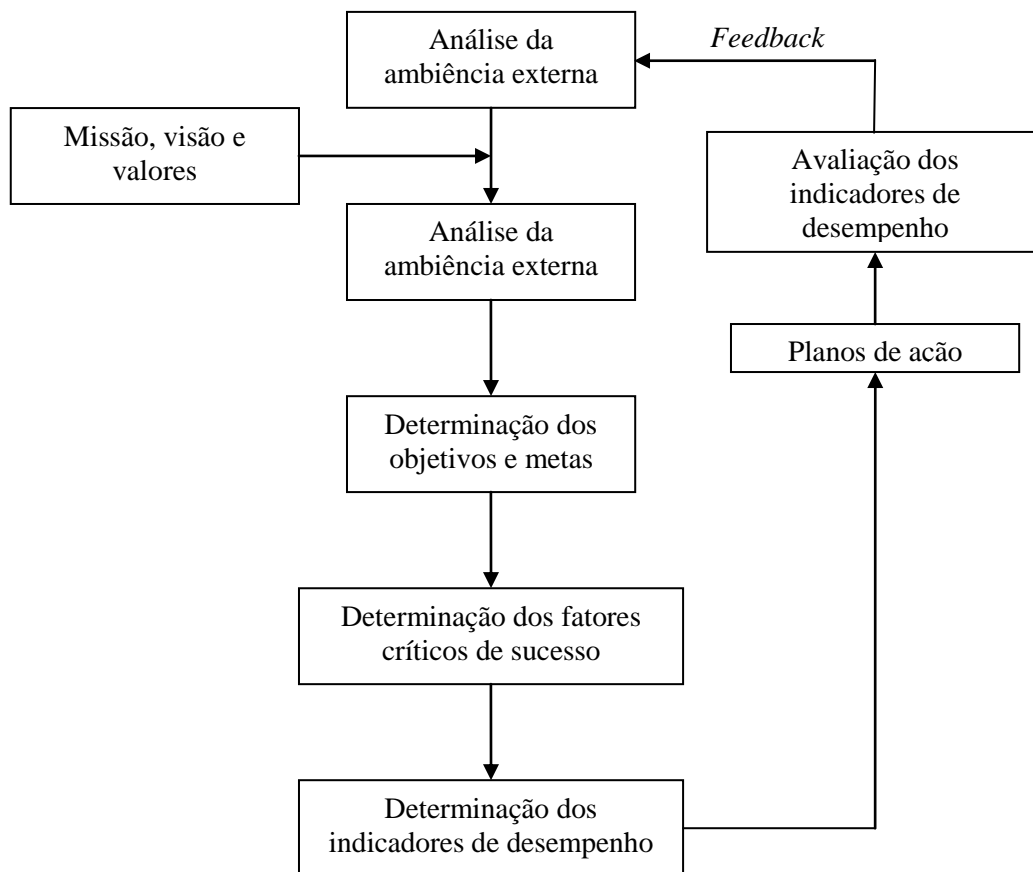 Análise da
ambiência externa
Feedback
Missão, visão e
valores
Avaliação dos
indicadores de
desempenho
Análise da
ambiência externa
Planos de acão
Determinação dos
objetivos e metas
Determinação dos fatores
críticos de sucesso
Determinação dos
indicadores de desempenho